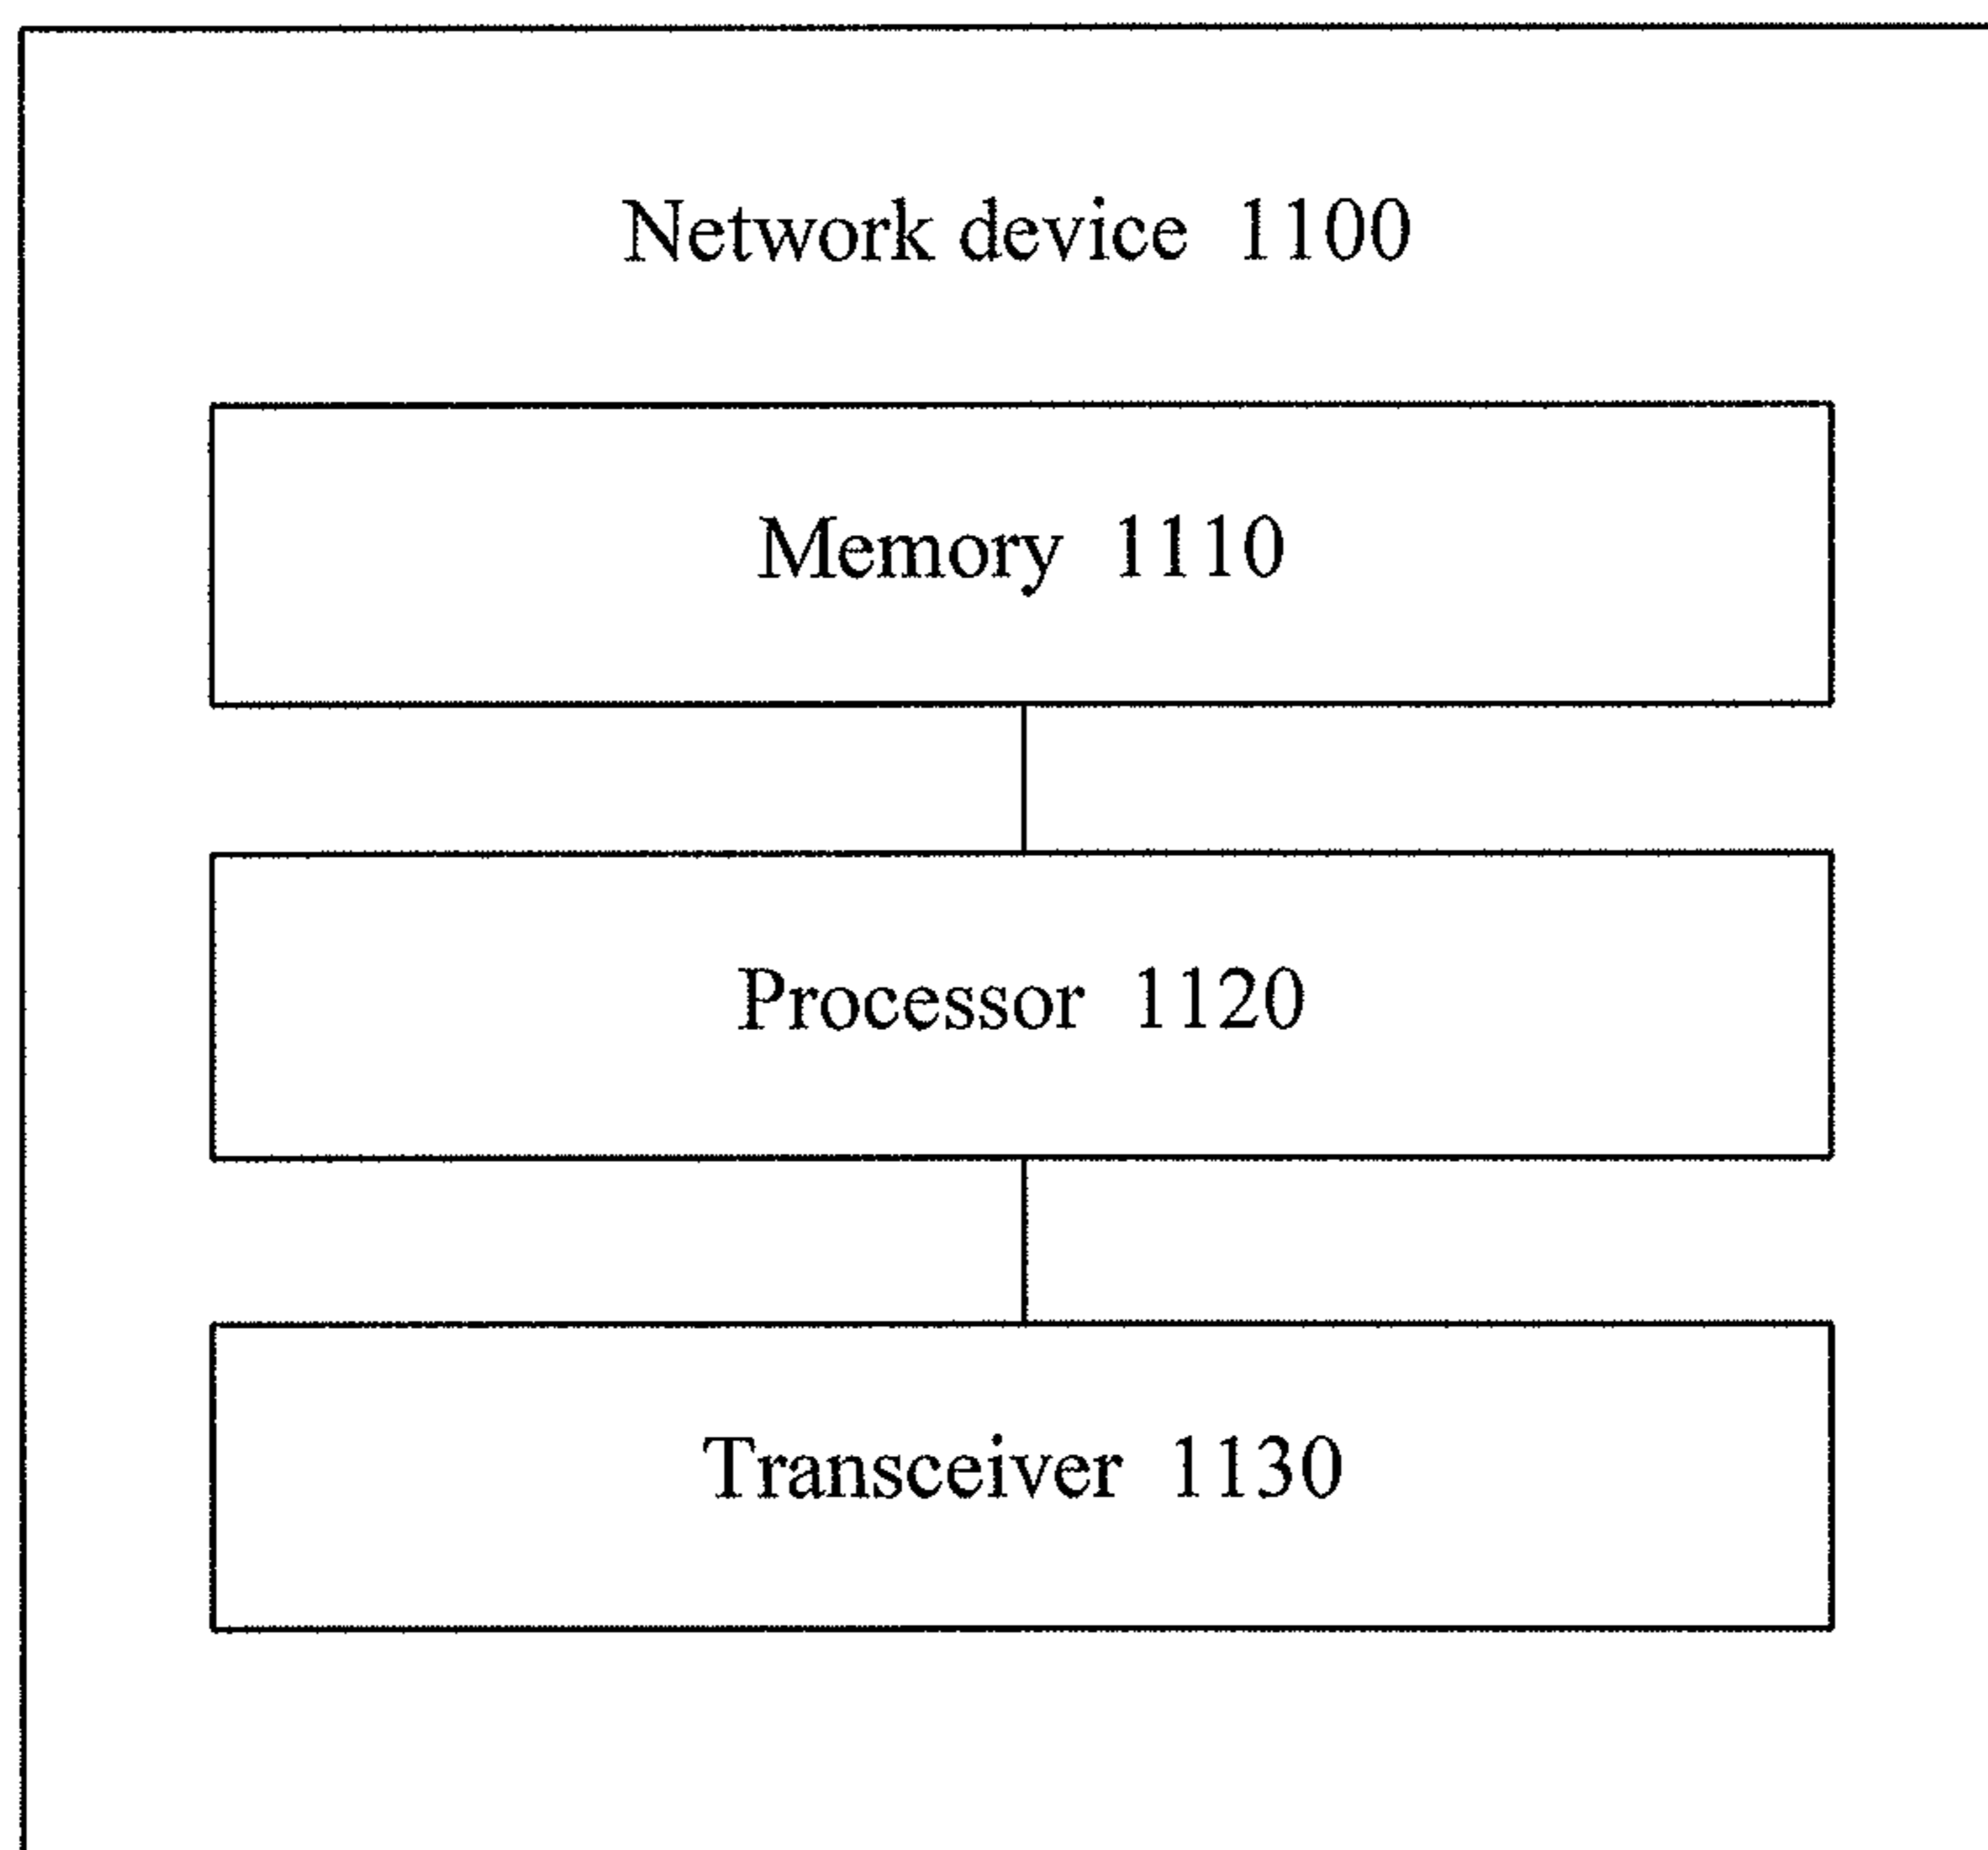 Network device 1100
Memory 1110
Processor 1120
Transceiver 1130